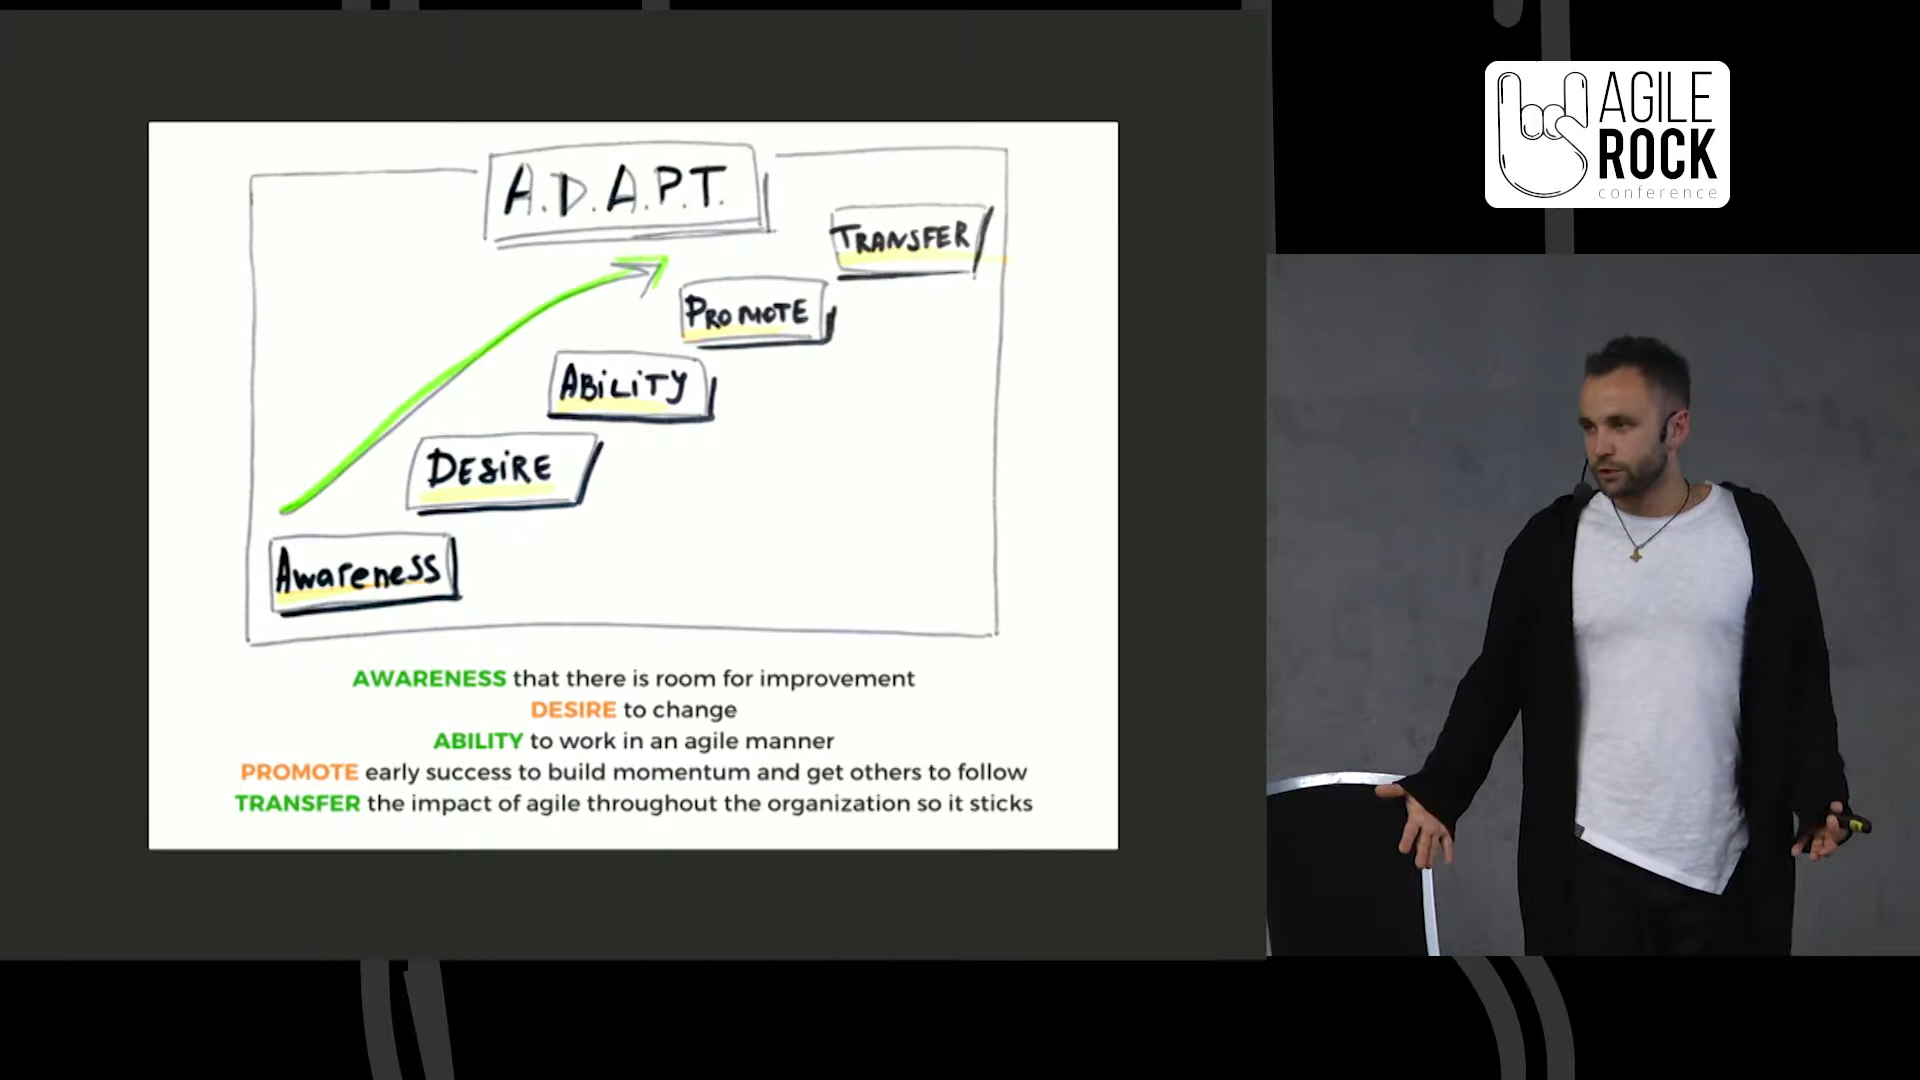 A.D.A.P.T.
TRANSFER
PROMOTE
ABiLiTY
DESiRE
Awareness
AWARENESS that there is room for improvement
DESIRE to change
ABILITY to work in an agile manner
PROMOTE early success to build momentum and get others to follow
TRANSFER the impact of agile throughout the organization so it sticks
AGILE
ROCK
conference